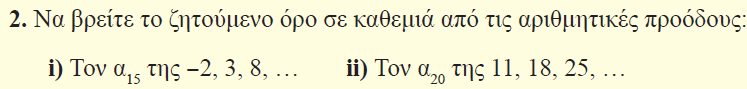 2. Να βρείτε το ζητούμενο όρο σε καθεμιά από τις αριθμητικές προόδους:
i) Τον α₁₅ της –2, 3, 8, … ii) Τον α₂₀ της 11, 18, 25, …